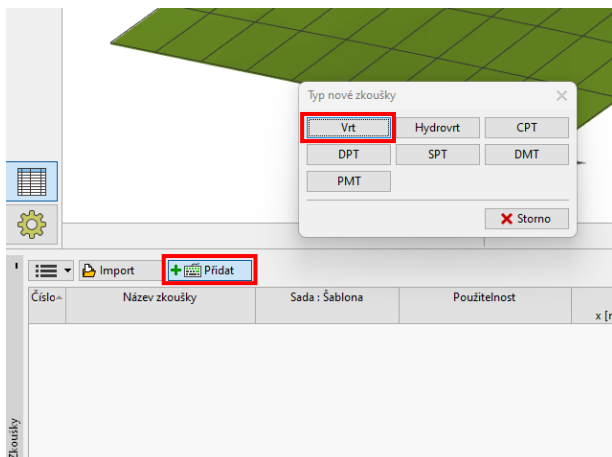 Typ nové zkoušky
Vrt Hydrovrt CPT
DPT SPT DMT
PMT
Storno
Import Přidat
Číslo Název zkoušky Sada : Šablona Použitelnost
x [
Zkoušky